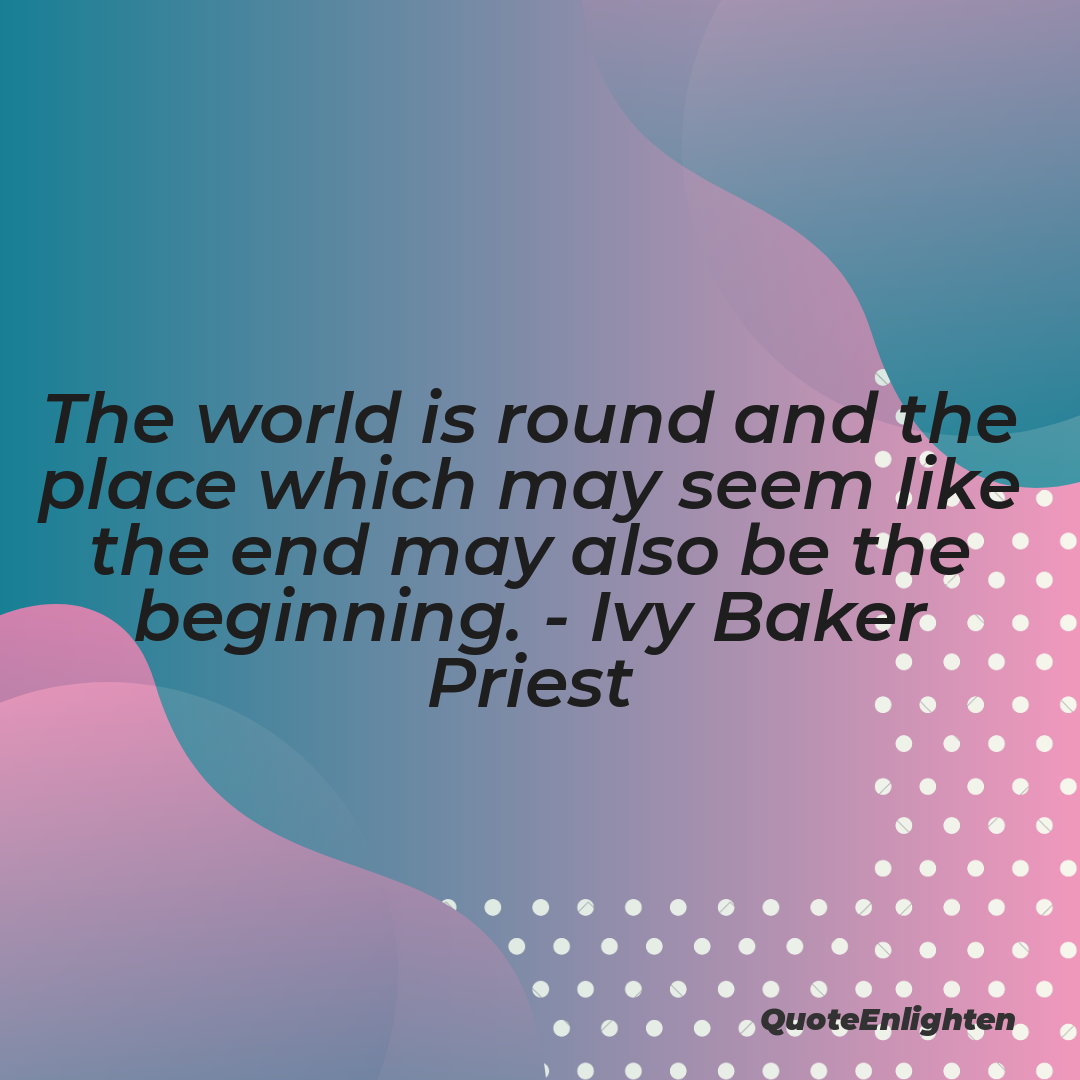 The world is round and the
place which may seem like
the end may also be the
beginning. - Ivy Baker
Priest
QuoteEnlighten